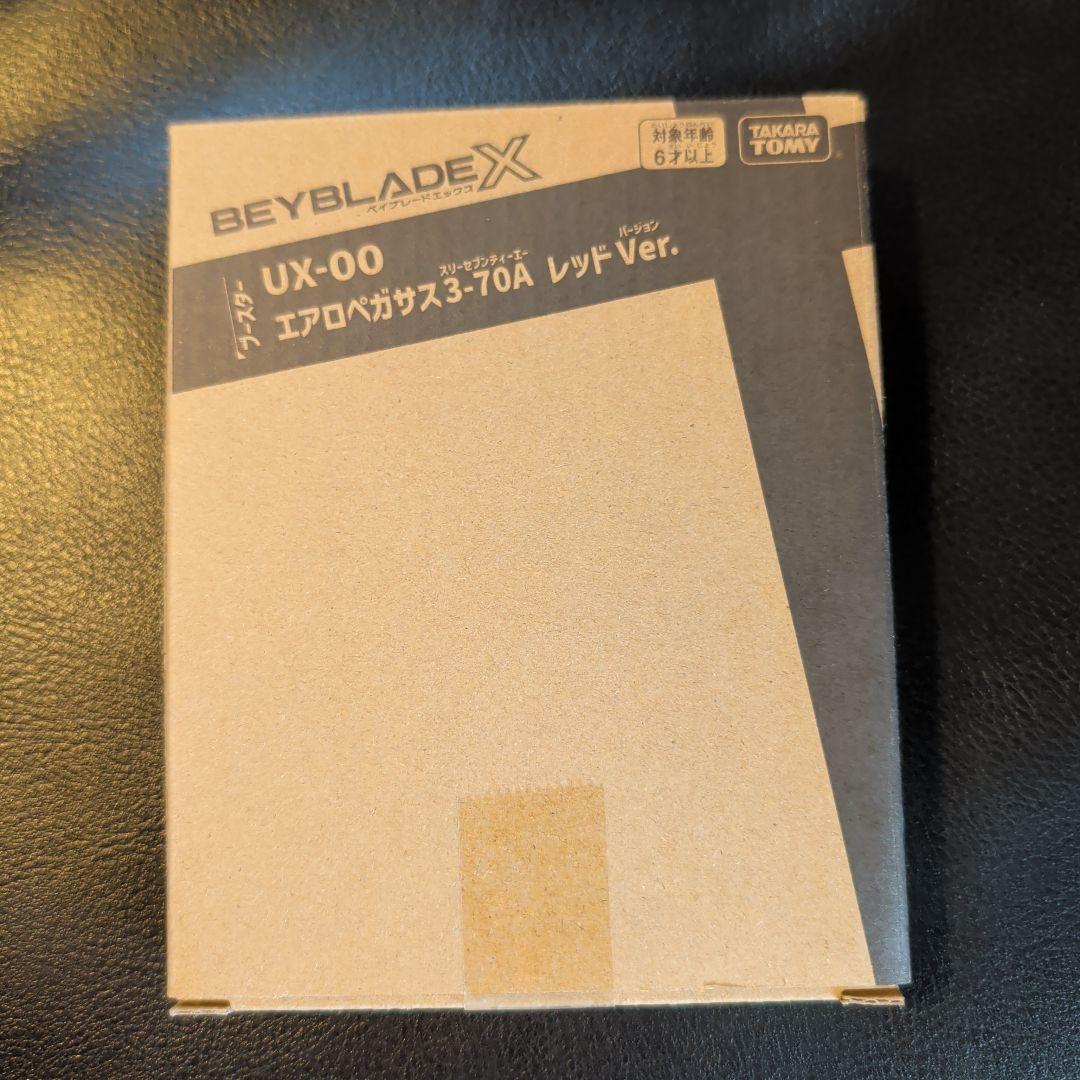 BEYBLADE X
ベイブレードエックス
対象年齢
6才以上
TAKARA
TOMY
ブースター
UX-00
スリーセブンティーエー
バージョン
エアロペガサス3-70A レッドVer.